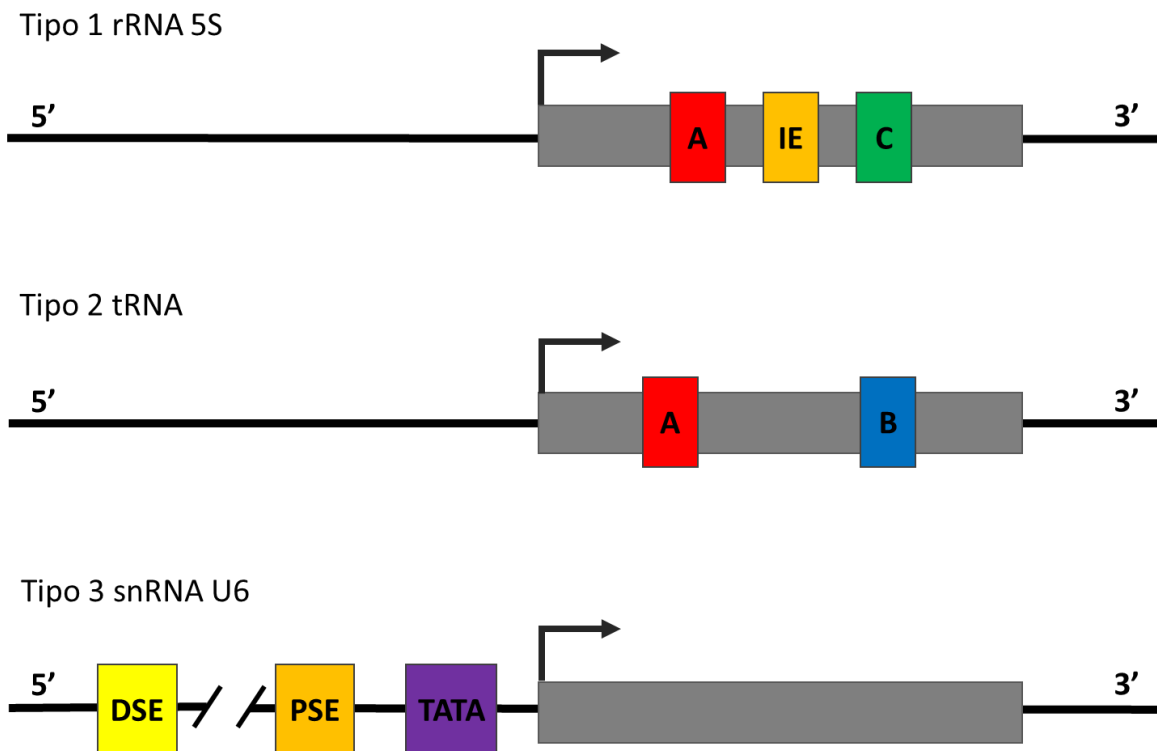 Tipo 1 rRNA 5S
5’ 3’
A IE C
Tipo 2 tRNA
5’ 3’
A B
Tipo 3 snRNA U6
5’ 3’
DSE PSE TATA